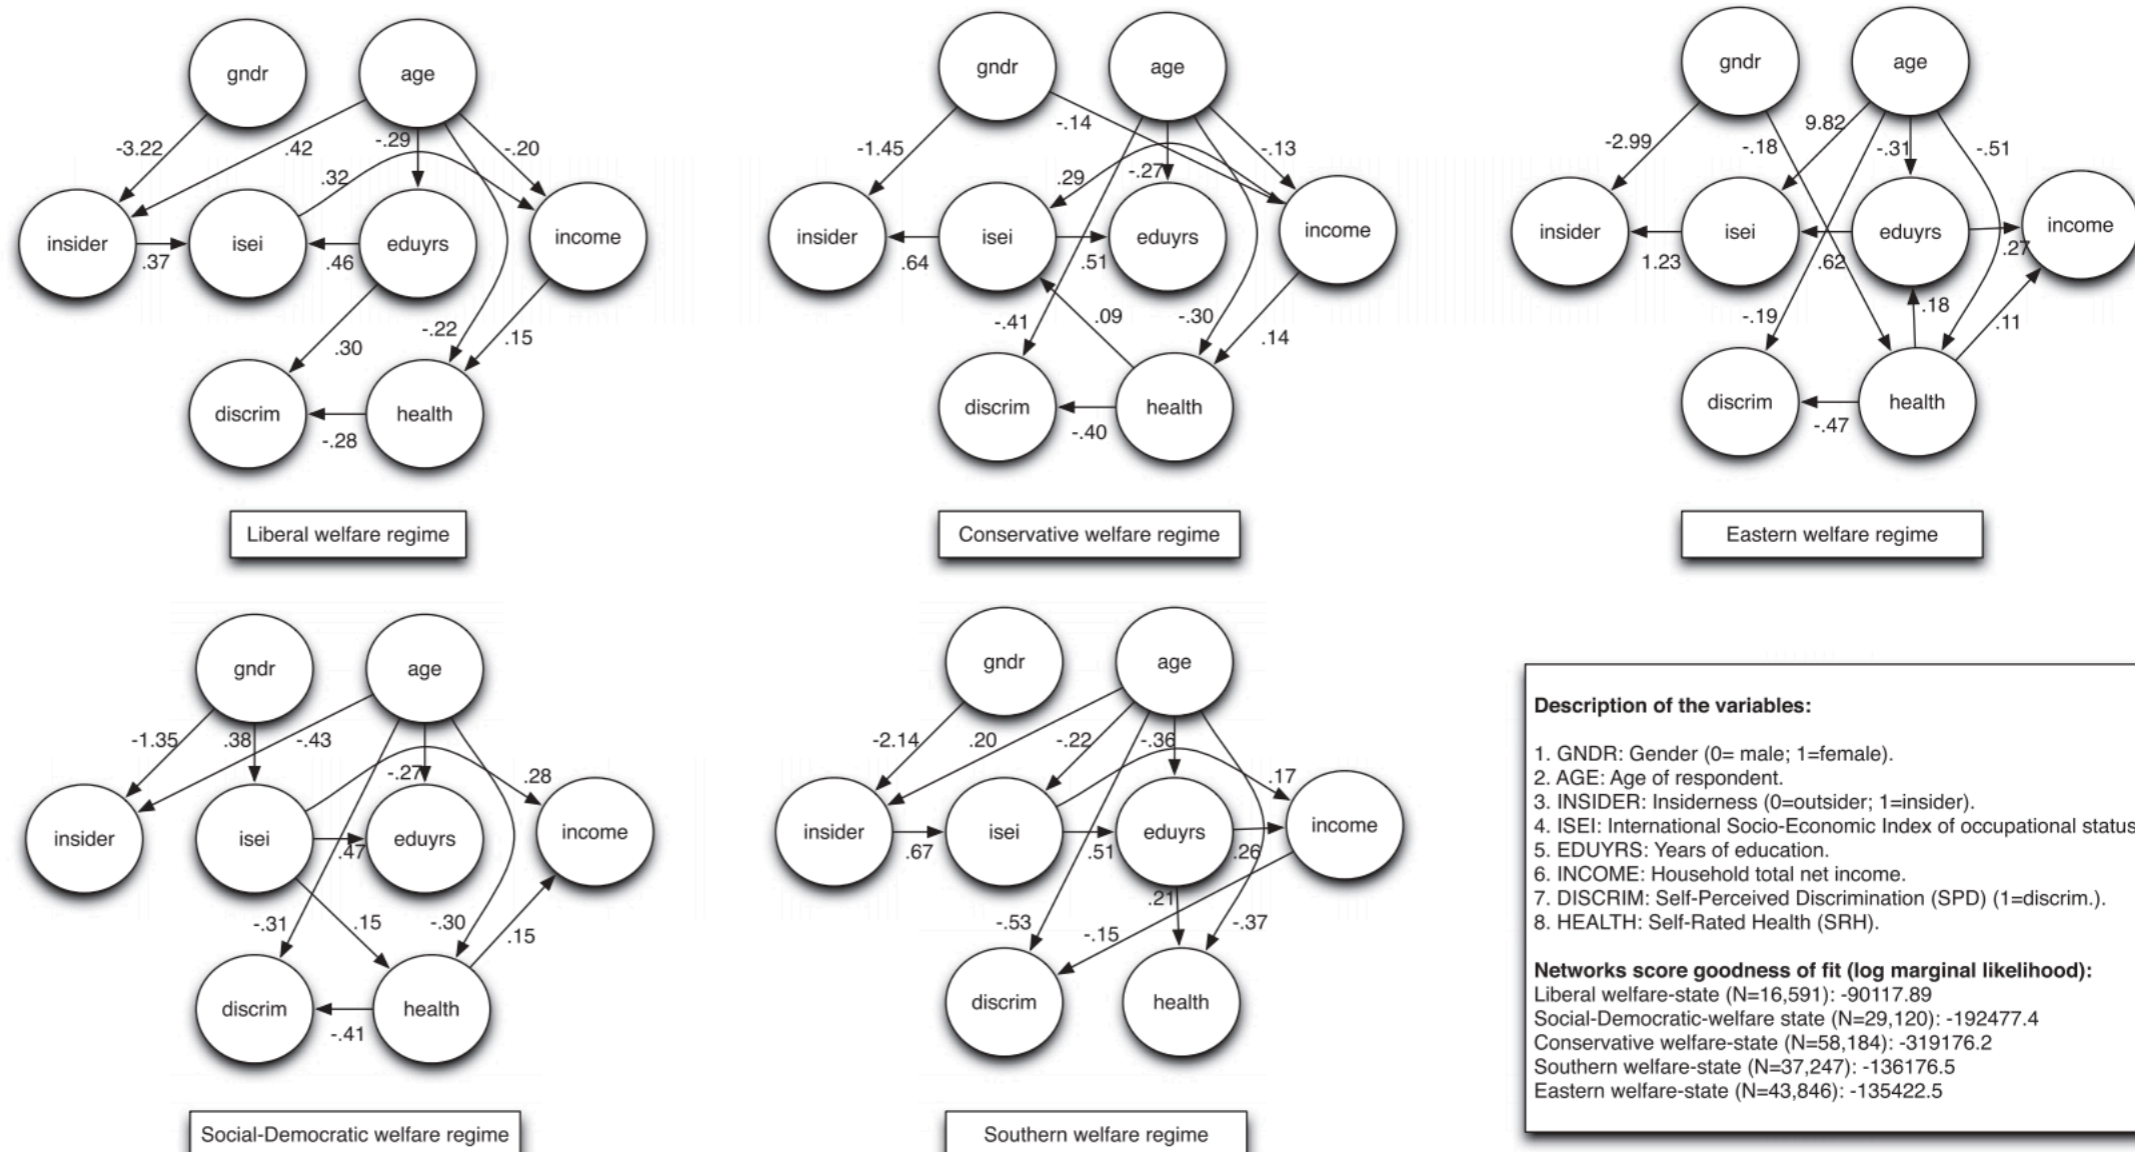 gndr
age
-3.22
.42
-.29
-.20
.32
insider
isei
eduyrs
income
.37
.46
-.22
.15
.30
discrim
health
-.28
Liberal welfare regime
gndr
age
-.14
-1.45
-.13
.29
-.27
insider
isei
eduyrs
income
.64
.51
-.41
.09
-.30
.14
discrim
health
-.40
Conservative welfare regime
gndr
age
9.82
-2.99
-.18
-.31
-.51
insider
isei
eduyrs
income
1.23
.62
.27
-.19
.18
.11
discrim
health
-.47
Eastern welfare regime
gndr
age
-1.35
.38
-.43
-.27
.28
insider
isei
eduyrs
income
.47
-.31
.15
-.30
.15
discrim
health
-.41
Social-Democratic welfare regime
gndr
age
-2.14
.20
-.22
-.36
.17
insider
isei
eduyrs
income
.67
.51
.26
.21
-.53
-.15
-.37
discrim
health
Southern welfare regime
Description of the variables:
1. GNDR: Gender (0= male; 1=female).
2. AGE: Age of respondent.
3. INSIDER: Insiderness (0=outsider; 1=insider).
4. ISEI: International Socio-Economic Index of occupational status
5. EDUYRS: Years of education.
6. INCOME: Household total net income.
7. DISCRIM: Self-Perceived Discrimination (SPD) (1=discrim.).
8. HEALTH: Self-Rated Health (SRH).
Networks score goodness of fit (log marginal likelihood):
Liberal welfare-state (N=16,591): -90117.89
Social-Democratic-welfare state (N=29,120): -192477.4
Conservative welfare-state (N=58,184): -319176.2
Southern welfare-state (N=37,247): -136176.5
Eastern welfare-state (N=43,846): -135422.5